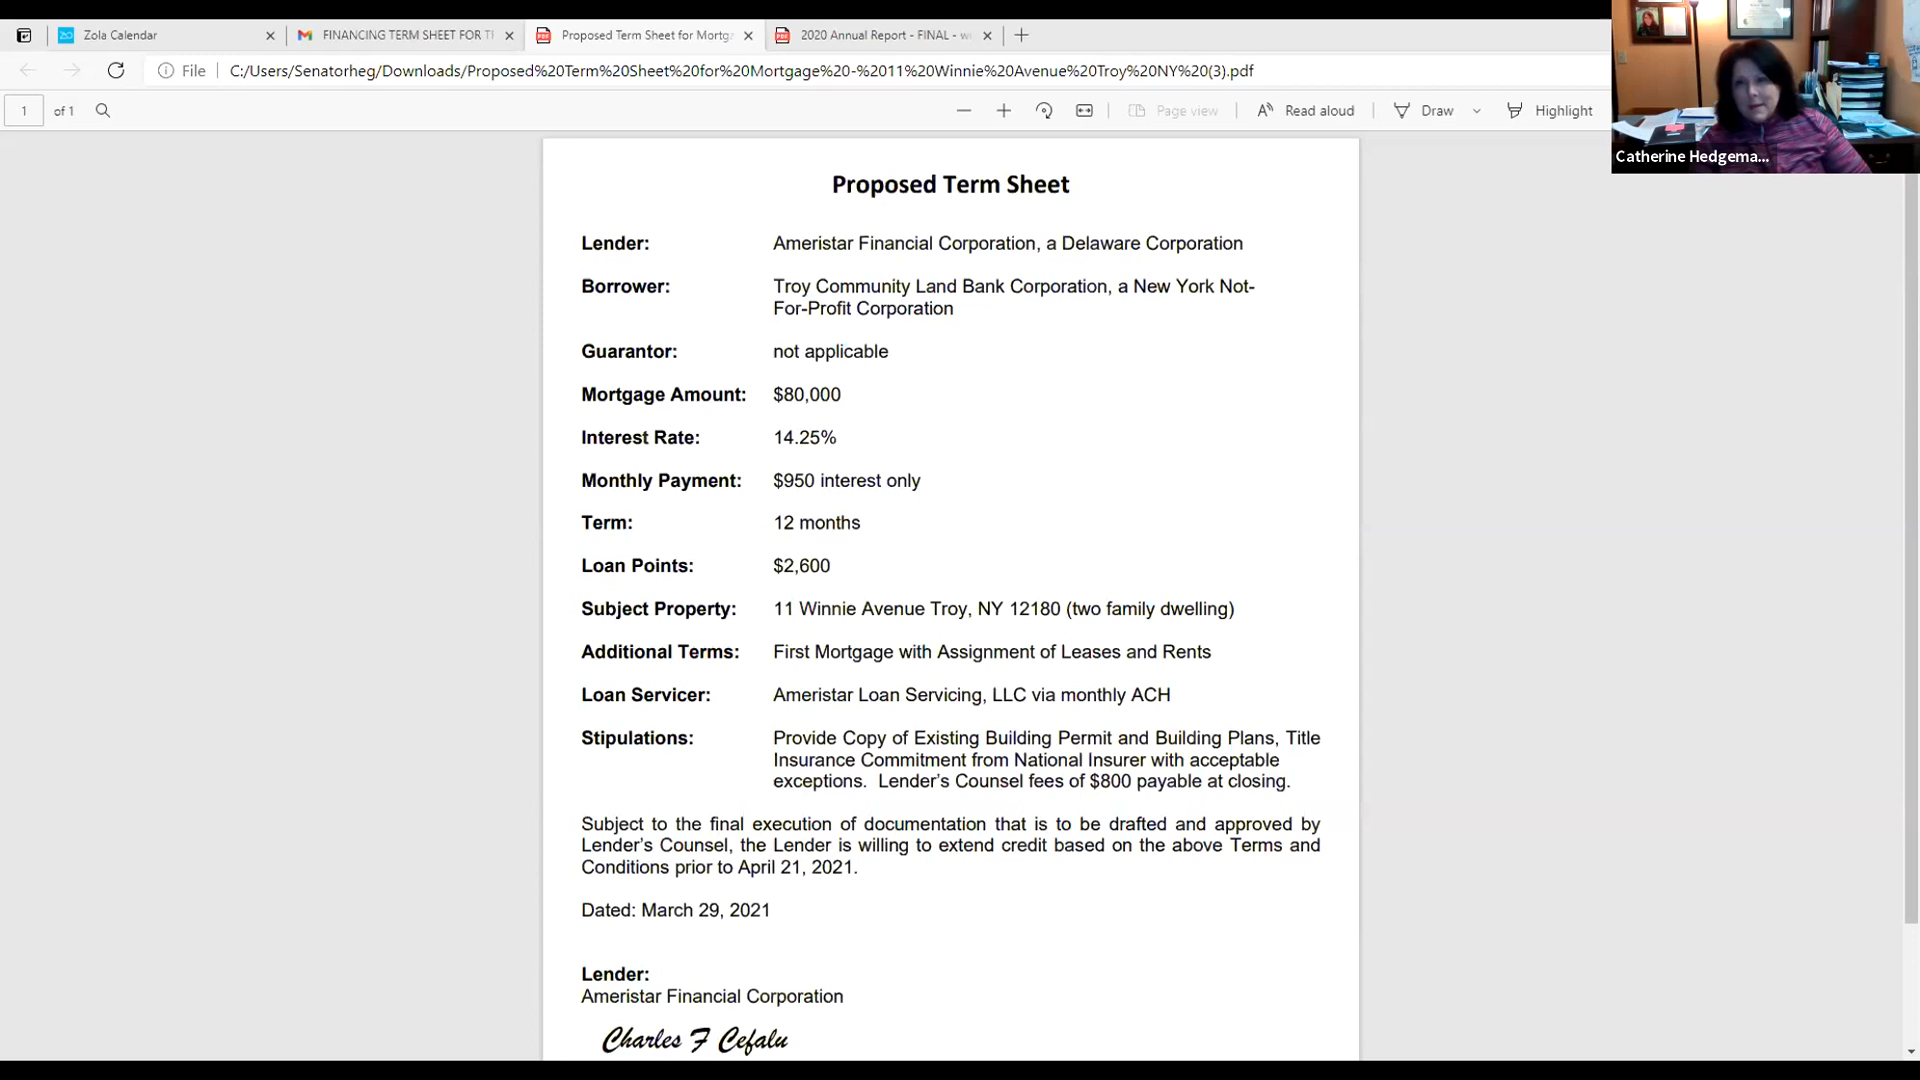 Zola Calendar
FINANCING TERM SHEET FOR T
Proposed Term Sheet for Mortga
2020 Annual Report - FINAL - w
File
C:/Users/Senatorheg/Downloads/Proposed%20Term%20Sheet%20for%20Mortgage%20-%2011%20Winnie%20Avenue%20Troy%20NY%20(3).pdf
1 of 1
Page view
Read aloud
Draw
Highlight
Catherine Hedgema...
Proposed Term Sheet
Lender: Ameristar Financial Corporation, a Delaware Corporation
Borrower: Troy Community Land Bank Corporation, a New York Not-
For-Profit Corporation
Guarantor: not applicable
Mortgage Amount: $80,000
Interest Rate: 14.25%
Monthly Payment: $950 interest only
Term: 12 months
Loan Points: $2,600
Subject Property: 11 Winnie Avenue Troy, NY 12180 (two family dwelling)
Additional Terms: First Mortgage with Assignment of Leases and Rents
Loan Servicer: Ameristar Loan Servicing, LLC via monthly ACH
Stipulations: Provide Copy of Existing Building Permit and Building Plans, Title
Insurance Commitment from National Insurer with acceptable
exceptions. Lender's Counsel fees of $800 payable at closing.
Subject to the final execution of documentation that is to be drafted and approved by
Lender's Counsel, the Lender is willing to extend credit based on the above Terms and
Conditions prior to April 21, 2021.
Dated: March 29, 2021
Lender:
Ameristar Financial Corporation
Charles F Cefalu